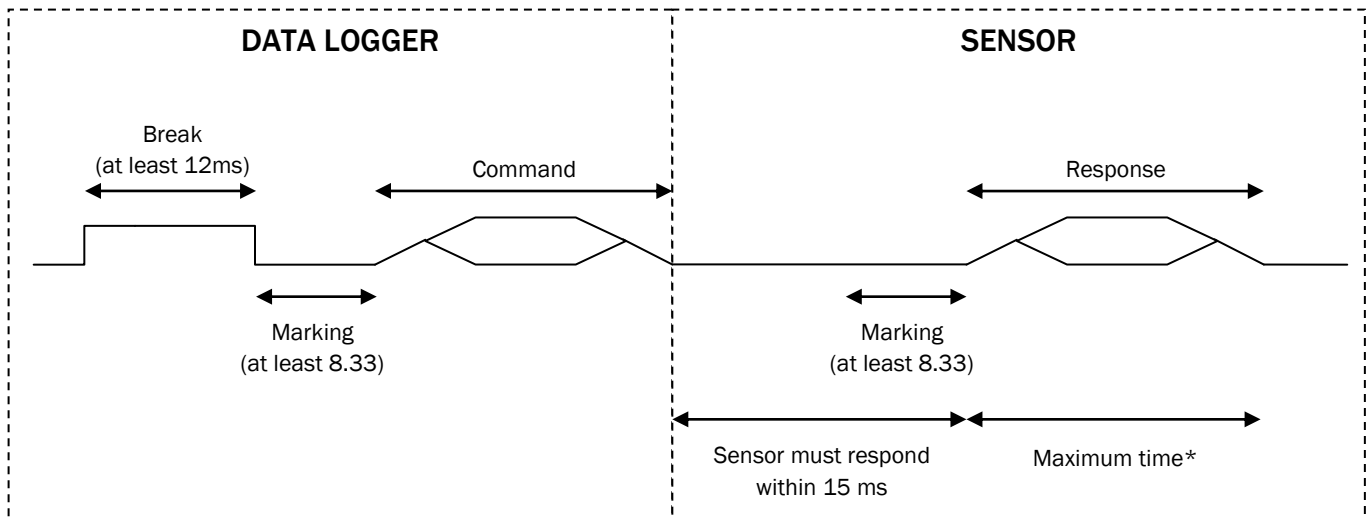 DATA LOGGER
SENSOR
Break
(at least 12ms)
Command
Response
Marking
(at least 8.33)
Marking
(at least 8.33)
Sensor must respond
within 15 ms
Maximum time*